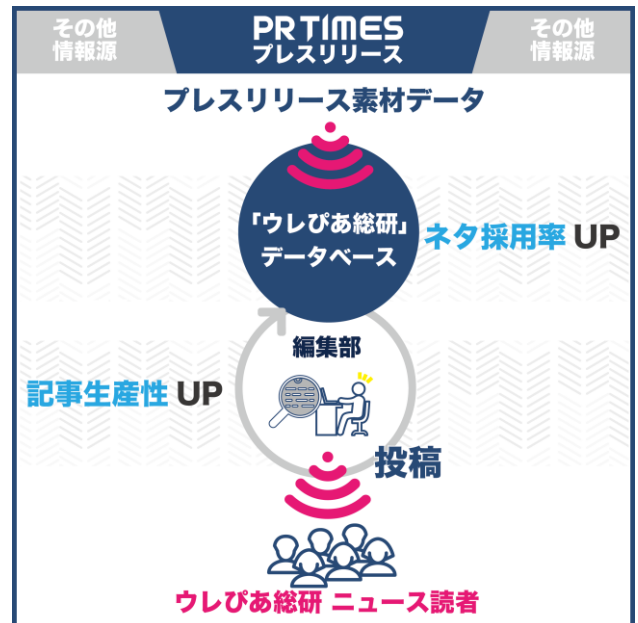 その他
情報源
PR TIMES
プレスリリース
その他
情報源
プレスリリース素材データ
「ウレぴあ総研」
データベース
ネタ採用率 UP
編集部
記事生産性 UP
投稿
ウレぴあ総研 ニュース読者